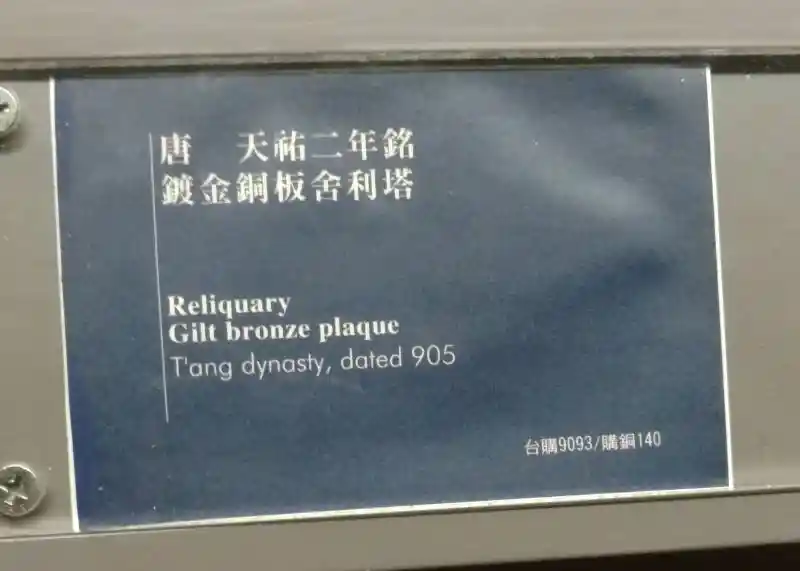 唐　天祐二年銘
鍍金銅板舍利塔
Reliquary
Gilt bronze plaque
T'ang dynasty, dated 905
台購9093/購銅140